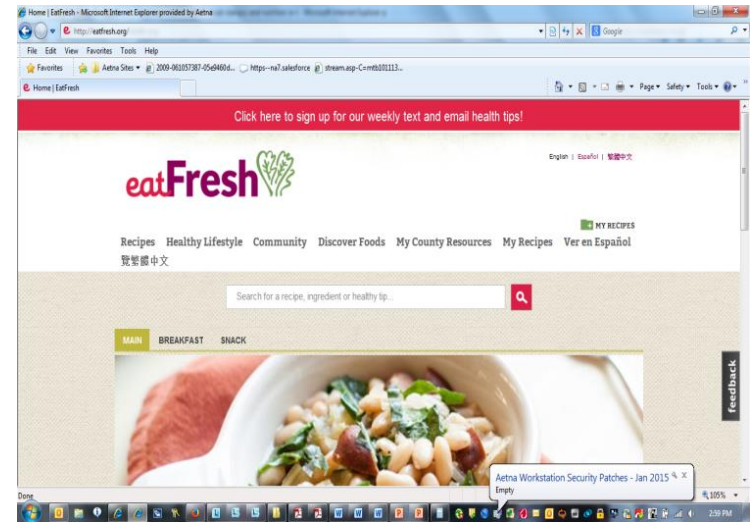 Home | EatFresh - Microsoft Internet Explorer provided by Aetna
http://eatfresh.org/
Google
File Edit View Favorites Tools Help
Favorites Aetna Sites 2009-061057387-05e9460d... https--na7.salesforce stream.asp-C=mtb101113...
Home | EatFresh
Page Safety Tools
Click here to sign up for our weekly text and email health tips!
English | Español | 繁體中文
eatFresh
MY RECIPES
Recipes Healthy Lifestyle Community Discover Foods My County Resources My Recipes Ver en Español
覽繁體中文
Search for a recipe, ingredient or healthy tip...
MAIN BREAKFAST SNACK
feedback
Aetna Workstation Security Patches - Jan 2015
Empty
Done
105%
2:59 PM